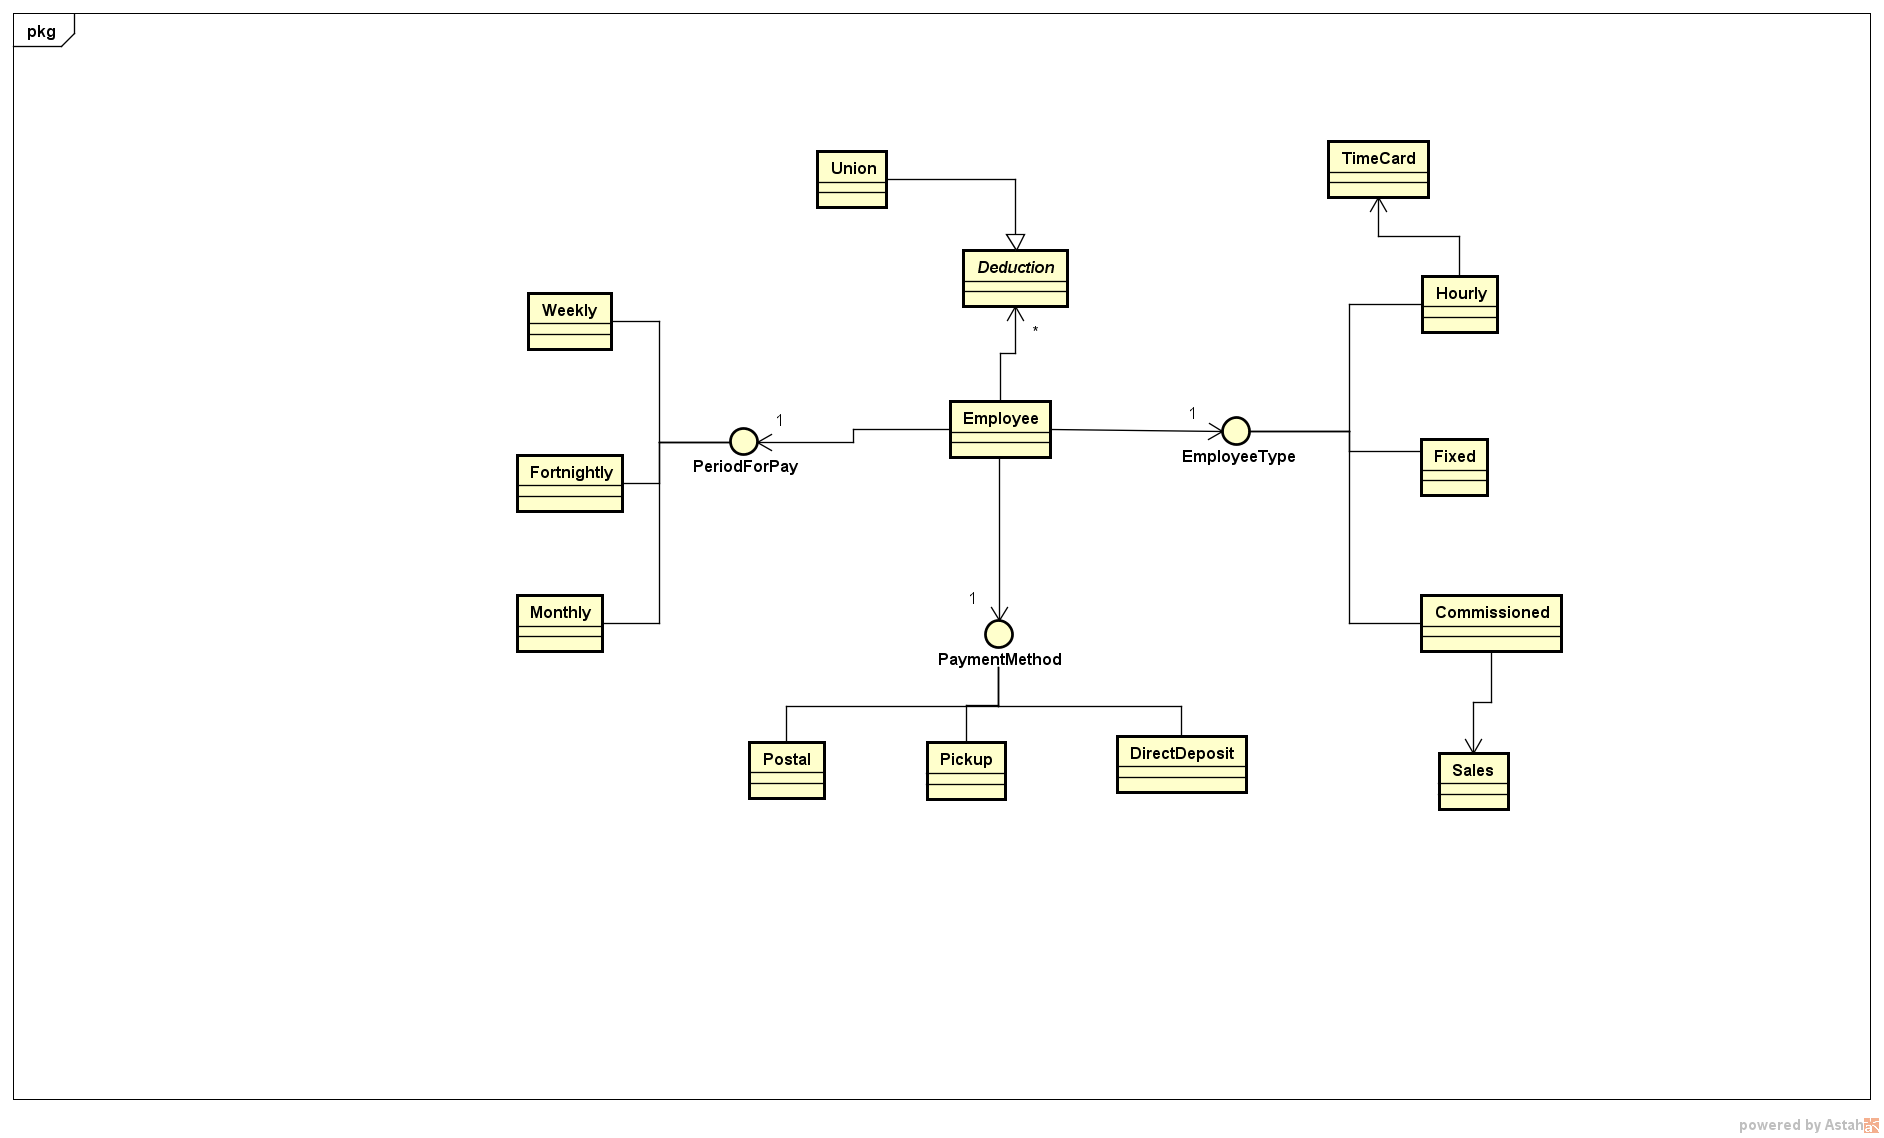 pkg
Union
TimeCard
Deduction
*
Hourly
Weekly
Employee
1
1
PeriodForPay
EmployeeType
Fortnightly
Fixed
Monthly
1
PaymentMethod
Commissioned
Postal
Pickup
DirectDeposit
Sales
powered by Astah